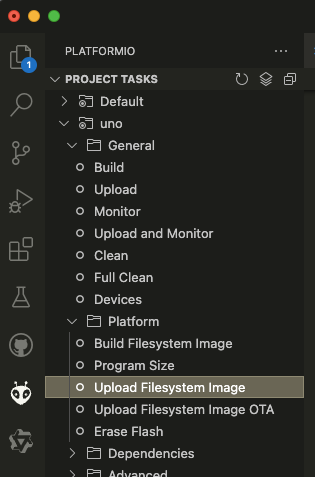 PLATFORMIO
PROJECT TASKS
Default
uno
General
Build
Upload
Monitor
Upload and Monitor
Clean
Full Clean
Devices
Platform
Build Filesystem Image
Program Size
Upload Filesystem Image
Upload Filesystem Image OTA
Erase Flash
Dependencies
Advanced
1